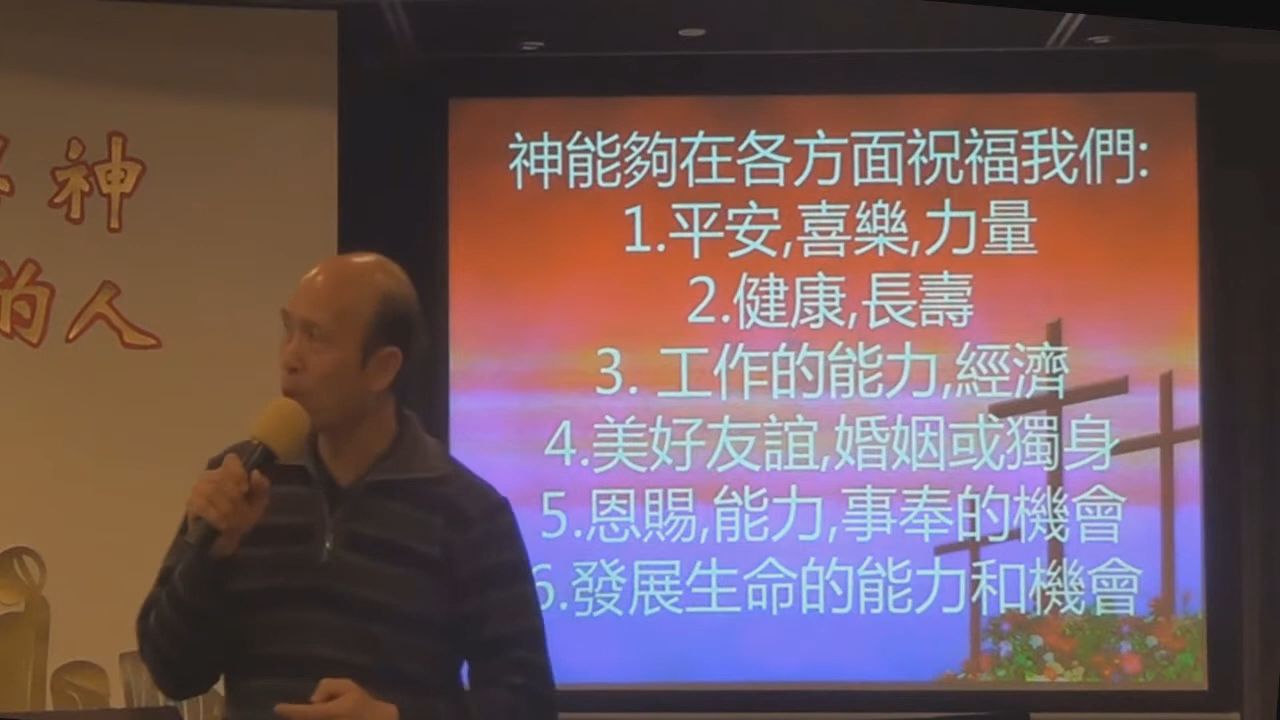 神
的人
神能夠在各方面祝福我們:
1.平安,喜樂,力量
2.健康,長壽
3. 工作的能力,經濟
4.美好友誼,婚姻或獨身
5.恩賜,能力,事奉的機會
6.發展生命的能力和機會